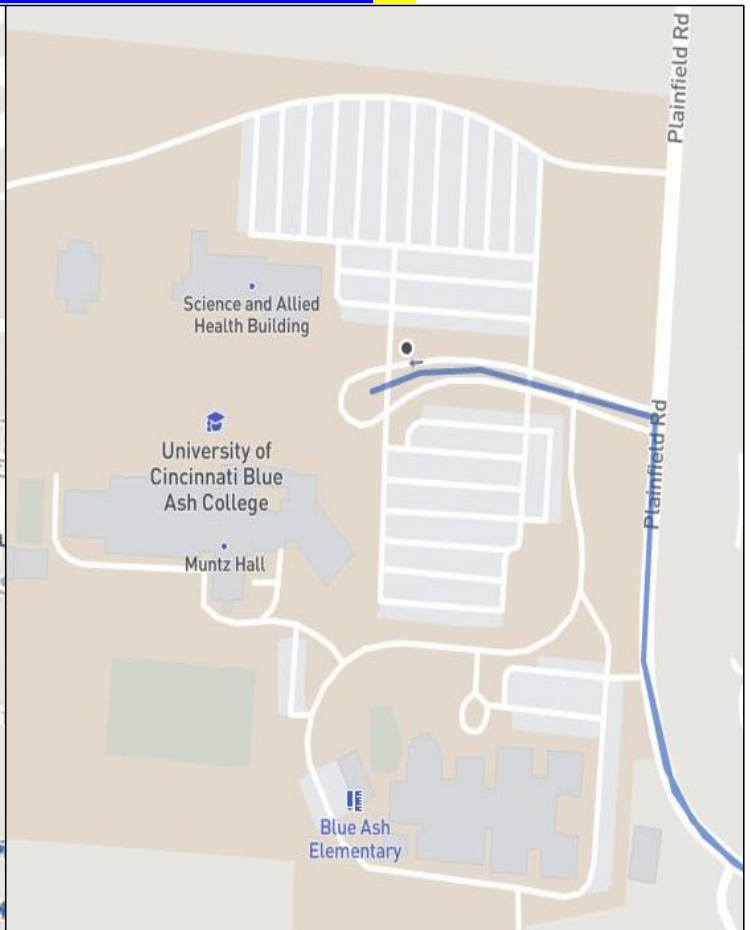 Plainfield Rd
Science and Allied
Health Building
Plainfield Rd
University of
Cincinnati Blue
Ash College
Muntz Hall
Blue Ash
Elementary